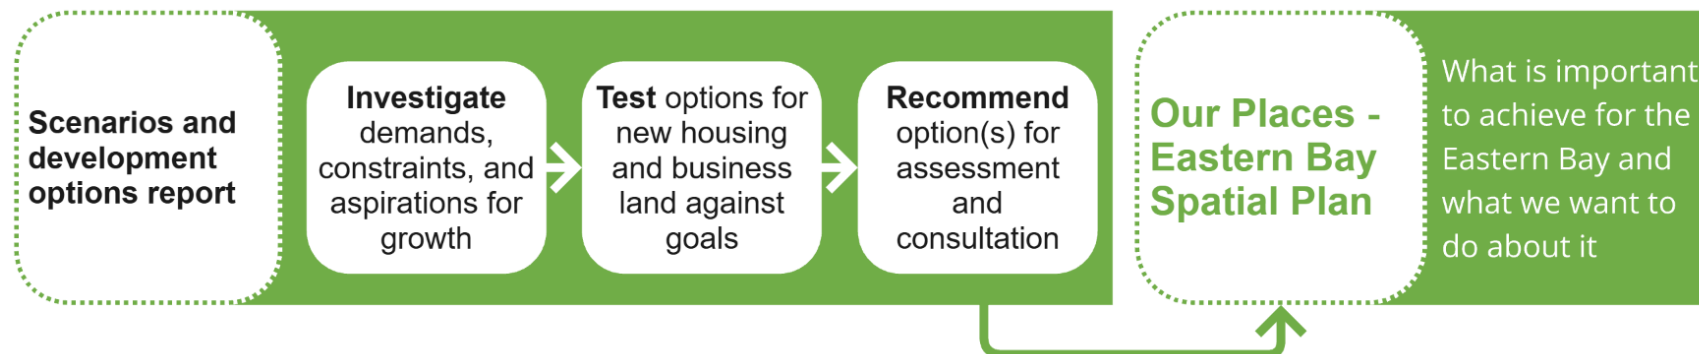 Scenarios and
development
options report
Investigate
demands,
constraints, and
aspirations for
growth
Test options for
new housing
and business
land against
goals
Recommend
option(s) for
assessment
and
consultation
Our Places -
Eastern Bay
Spatial Plan
What is important
to achieve for the
Eastern Bay and
what we want to
do about it